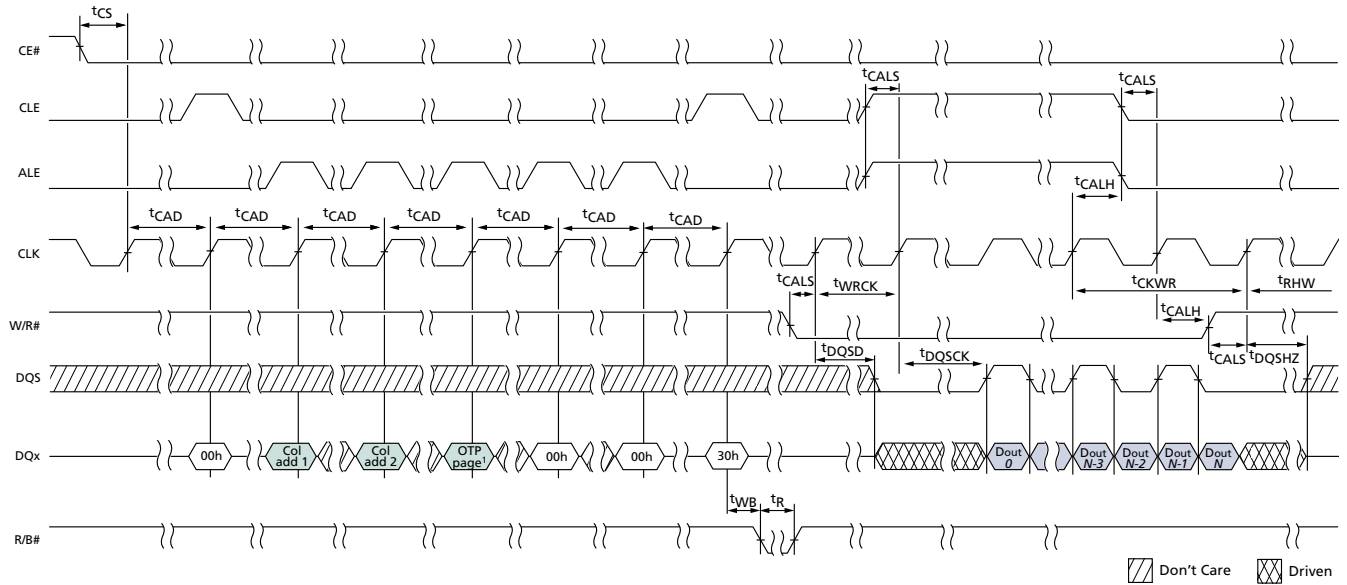 tCS
CE#
tCALS
tCALS
CLE
ALE
tCALH
tCAD tCAD tCAD tCAD tCAD tCAD tCAD
CLK
tCALS tWRCK tCKWR tRHW
tCALH
W/R#
tDQSD tDQSCK tCALS tDQSHZ
DQS
DQx 00h Col add 1 Col add 2 OTP page1 00h 00h 30h Dout 0 Dout N-3 Dout N-2 Dout N-1 Dout N
tWB tR
R/B#
Don't Care Driven